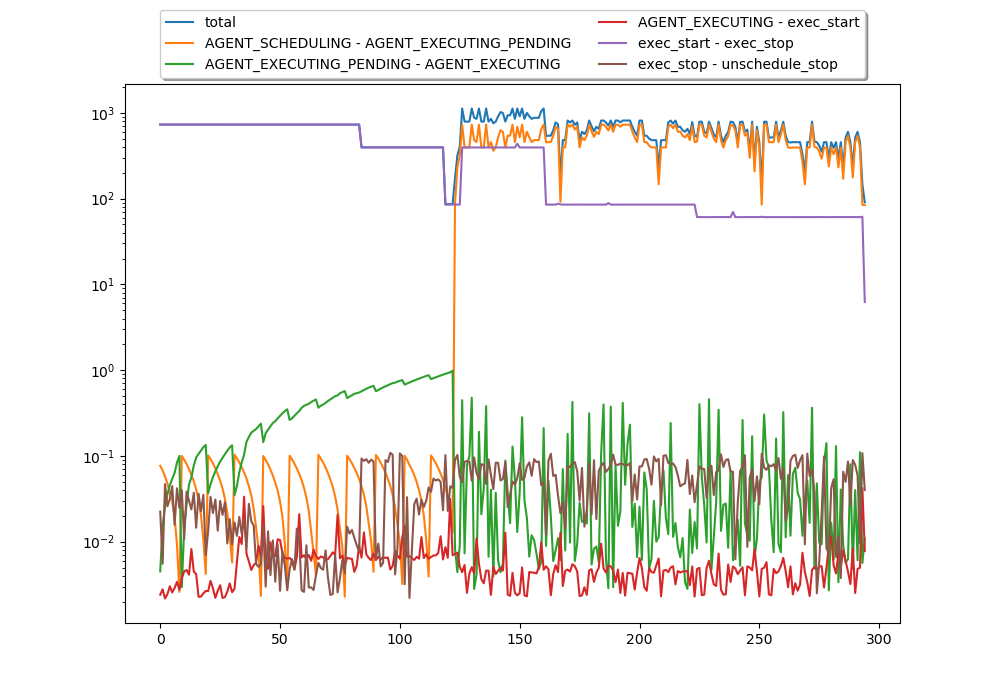 total
AGENT_SCHEDULING - AGENT_EXECUTING_PENDING
AGENT_EXECUTING_PENDING - AGENT_EXECUTING
AGENT_EXECUTING - exec_start
exec_start - exec_stop
exec_stop - unschedule_stop
10³
10²
10¹
10⁰
10⁻¹
10⁻²
0 50 100 150 200 250 300